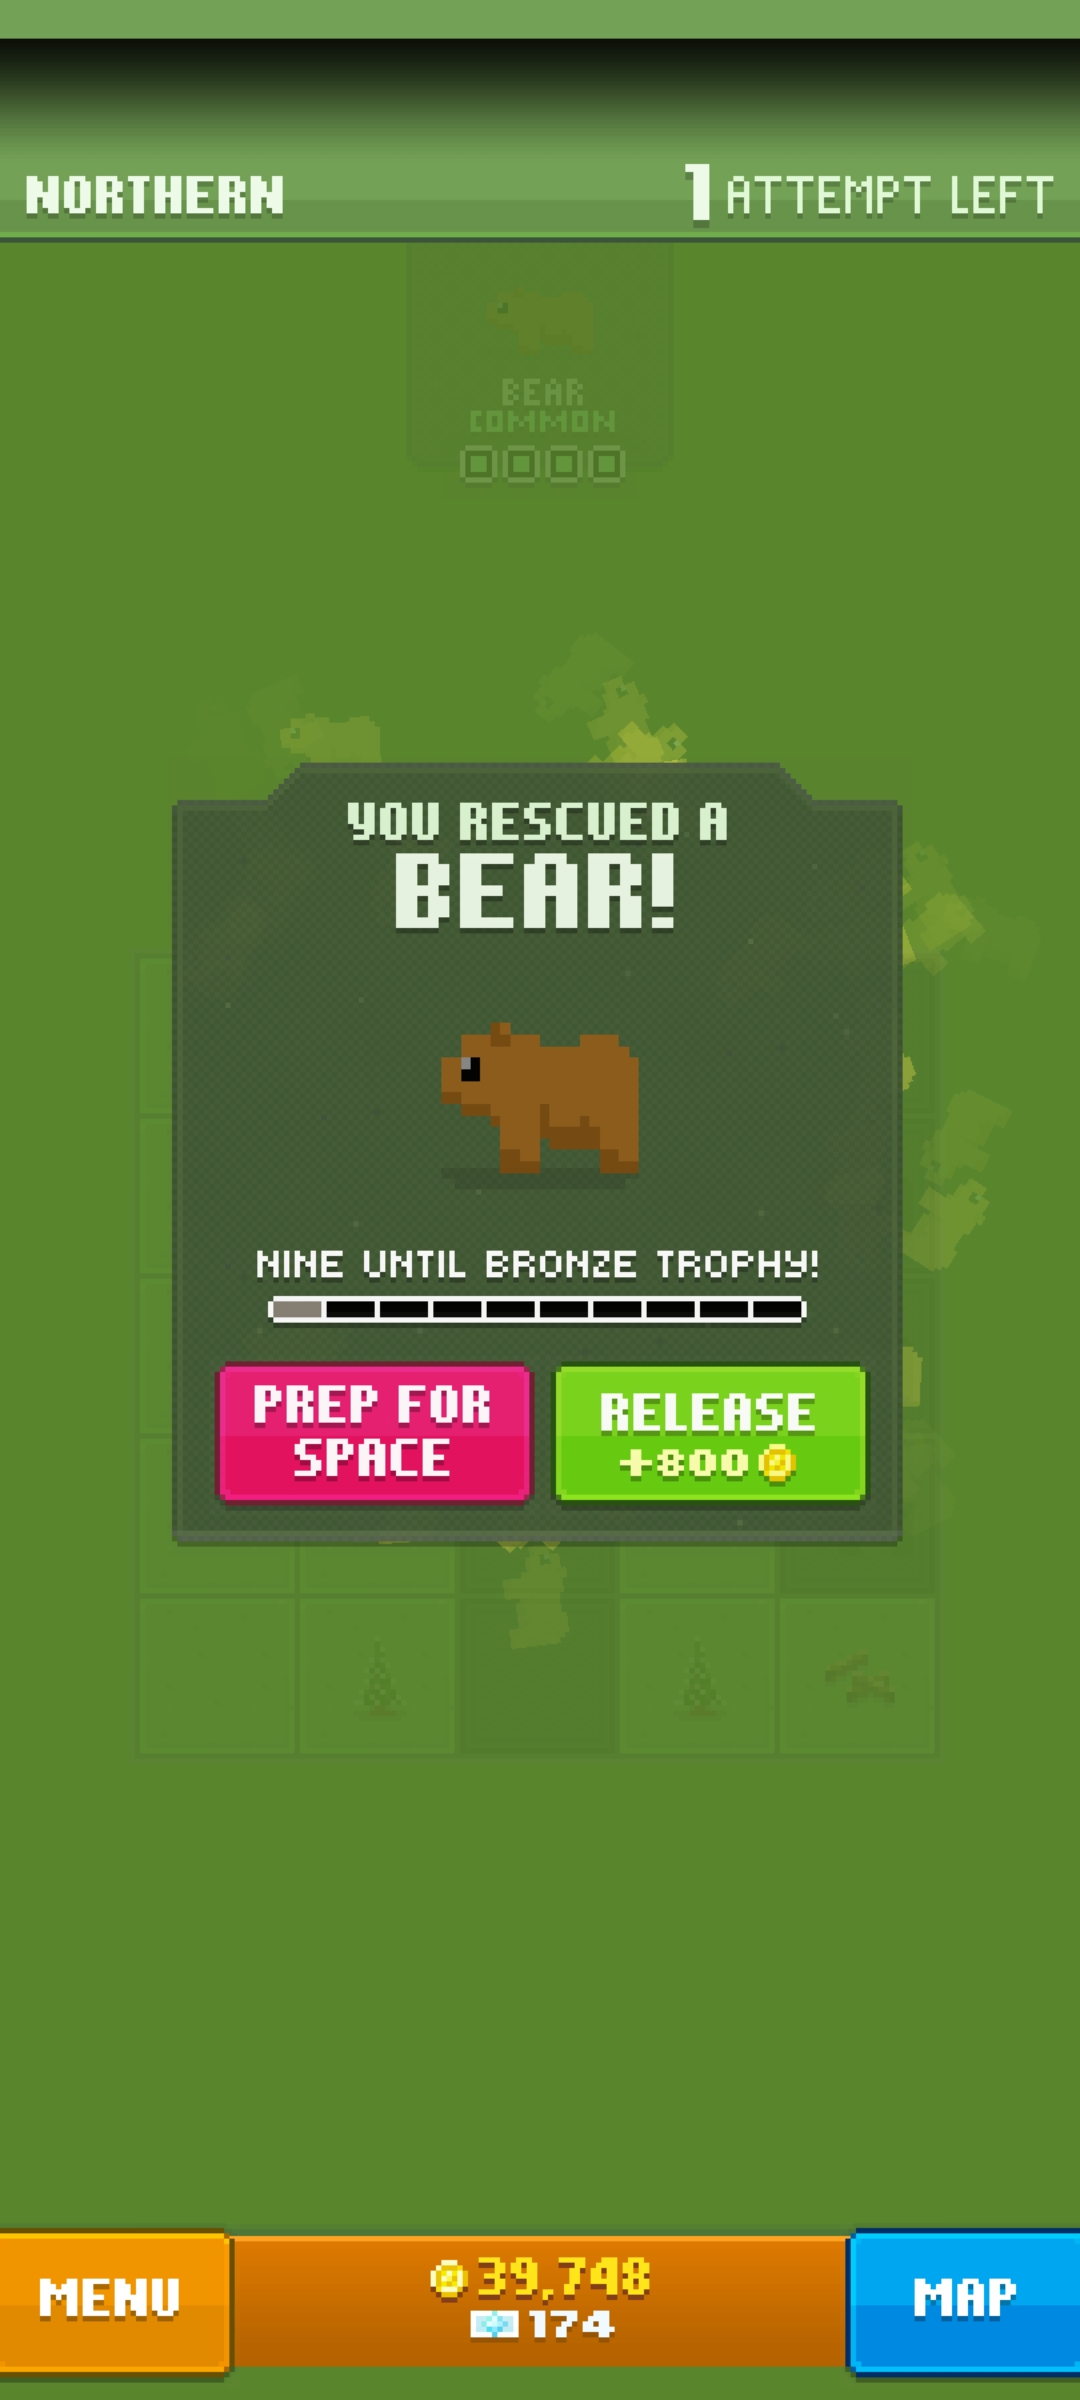 NORTHERN
1 ATTEMPT LEFT
BEAR
COMMON
YOU RESCUED A
BEAR!
NINE UNTIL BRONZE TROPHY!
PREP FOR
SPACE
RELEASE
+800
MENU
39,748
174
MAP